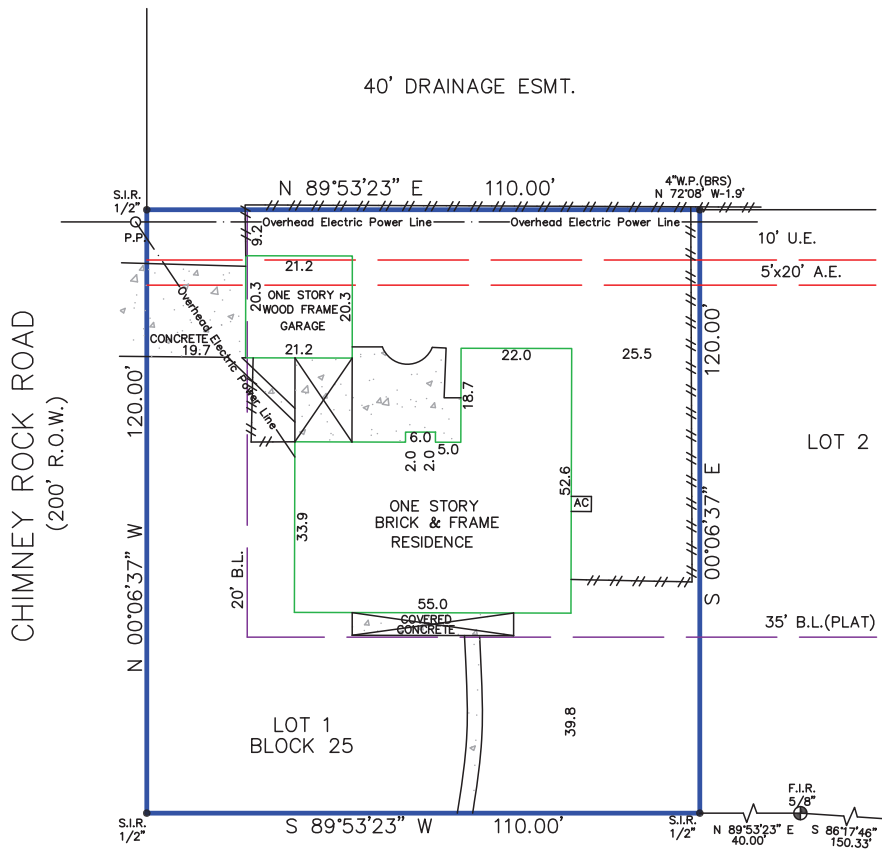 40' DRAINAGE ESMT.
N 89°53'23" E 110.00'
4"W.P.(BRS)
N 72°08' W-1.9'
S.I.R.
1/2"
P.P.
Overhead Electric Power Line
Overhead Electric Power Line
10' U.E.
5'x20' A.E.
9.2
21.2
20.3
ONE STORY
WOOD FRAME
GARAGE
20.3
21.2
Overhead Electric Power Line
CONCRETE
19.7
22.0
25.5
18.7
120.00'
120.00'
CHIMNEY ROCK ROAD
(200' R.O.W.)
LOT 2
6.0
2.0
2.0
5.0
52.6
AC
ONE STORY
BRICK & FRAME
RESIDENCE
33.9
N 00°06'37" W
S 00°06'37" E
20' B.L.
55.0
COVERED
CONCRETE
35' B.L.(PLAT)
39.8
LOT 1
BLOCK 25
S.I.R.
1/2"
S 89°53'23" W 110.00'
S.I.R.
1/2"
F.I.R.
5/8"
N 89°53'23" E
40.00'
S 86°17'46"
150.33'